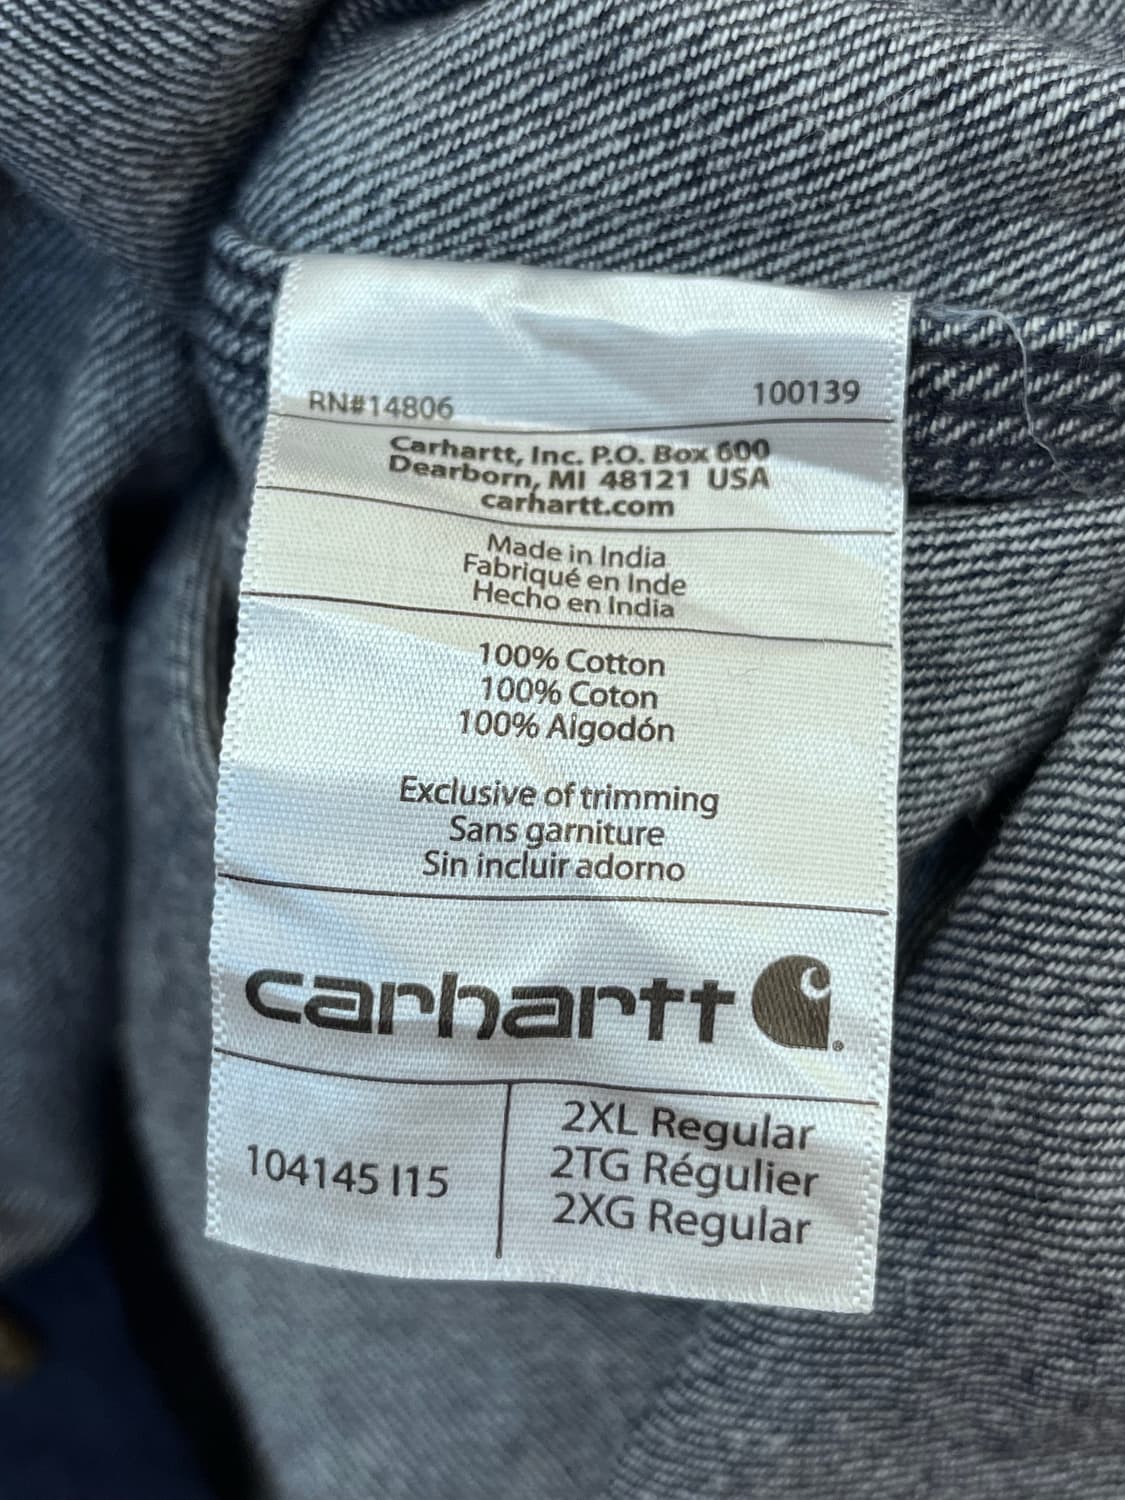 RN#14806 100139
Carhartt, Inc. P.O. Box 600
Dearborn, MI 48121 USA
carhartt.com
Made in India
Fabriqué en Inde
Hecho en India
100% Cotton
100% Coton
100% Algodón
Exclusive of trimming
Sans garniture
Sin incluir adorno
carhartt ®
104145 I15
2XL Regular
2TG Régulier
2XG Regular